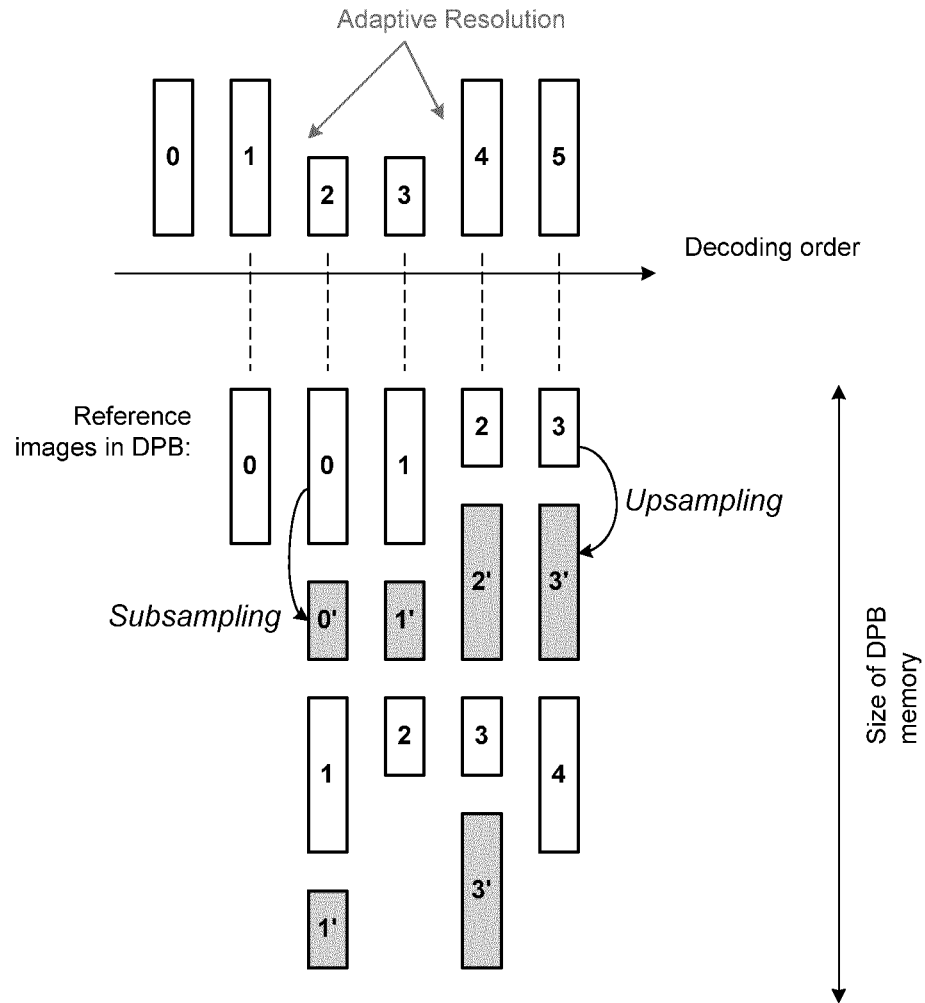 Adaptive Resolution
0 1 2 3 4 5
Decoding order
Reference
images in DPB:
0 0 1 2 3
Upsampling
Subsampling
0' 1' 2' 3'
1 2 3 4
1' 3'
Size of DPB
memory